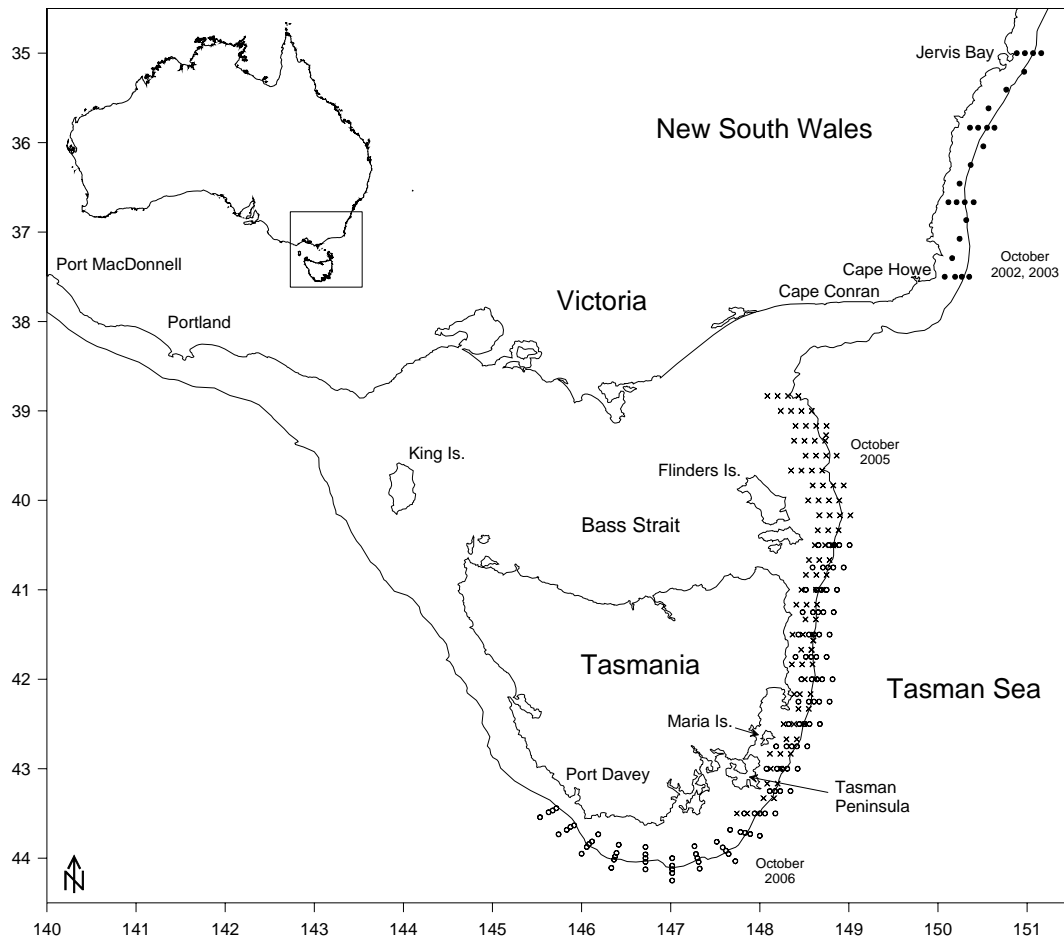 35
36
37
38
39
40
41
42
43
44
Jervis Bay
New South Wales
Port MacDonnell
Cape Howe
October
2002, 2003
Cape Conran
Victoria
Portland
October
2005
King Is.
Flinders Is.
Bass Strait
Tasmania
Tasman Sea
Maria Is.
Port Davey
Tasman
Peninsula
October
2006
N
140
141
142
143
144
145
146
147
148
149
150
151